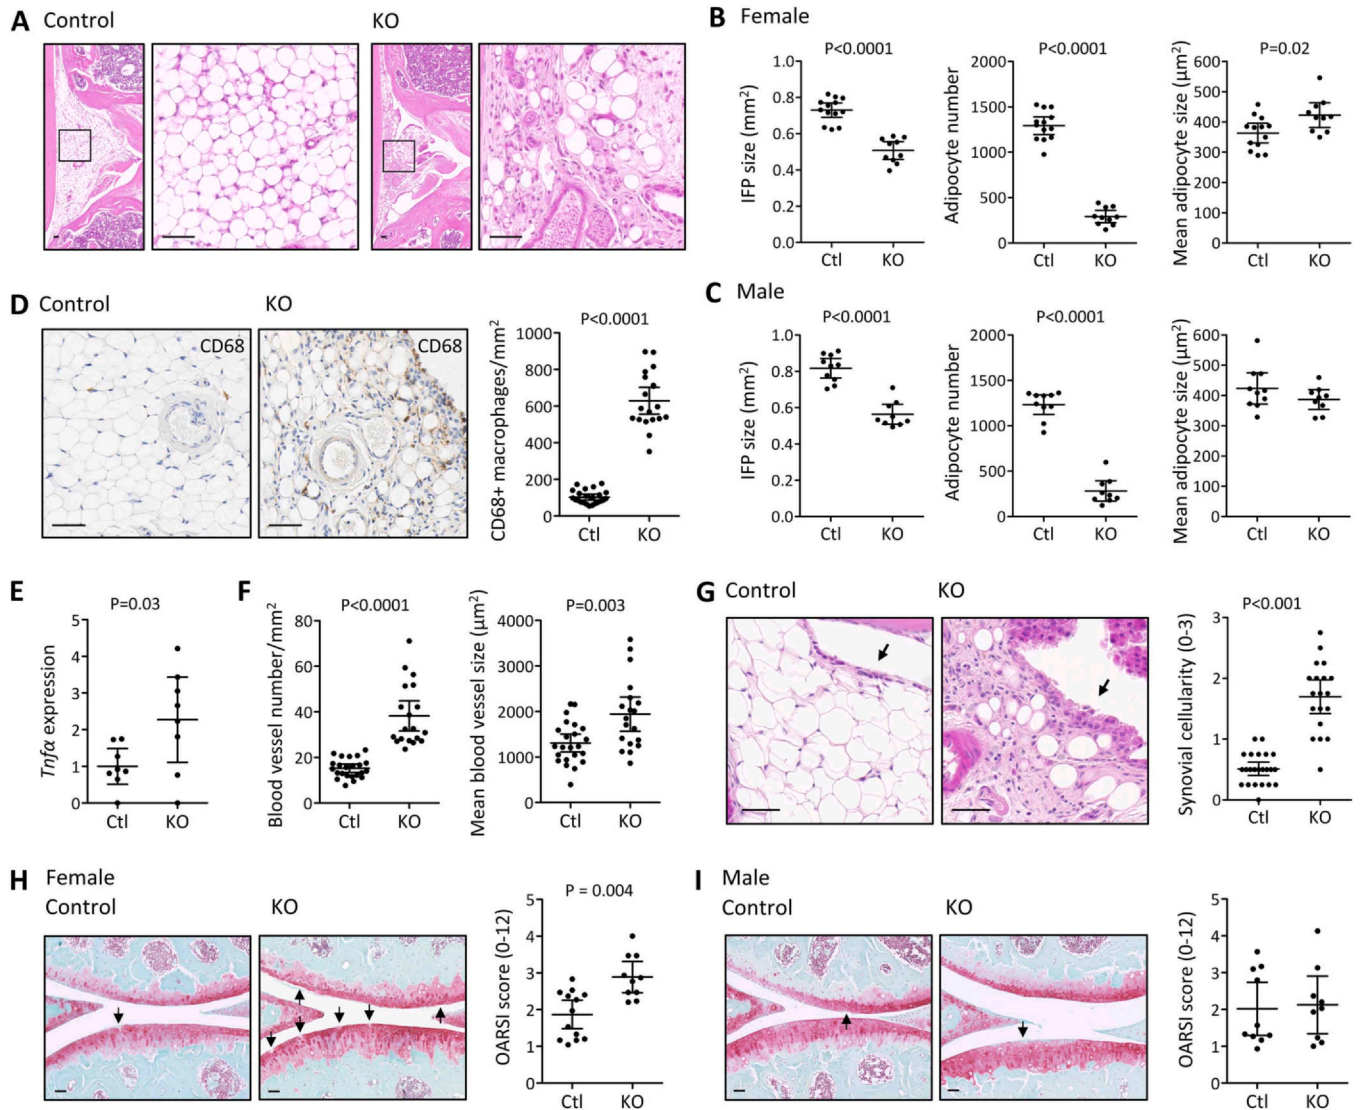 A Control KO
B Female
P<0.0001 P<0.0001 P=0.02
IFP size (mm²)
1.0
0.8
0.6
0.4
0.2
0.0
Ctl KO
Adipocyte number
2000
1500
1000
500
0
Ctl KO
Mean adipocyte size (µm²)
600
500
400
300
200
100
0
Ctl KO
C Male
P<0.0001 P<0.0001
IFP size (mm²)
1.0
0.8
0.6
0.4
0.2
0.0
Ctl KO
Adipocyte number
2000
1500
1000
500
0
Ctl KO
Mean adipocyte size (µm²)
600
500
400
300
200
100
0
Ctl KO
D Control KO
CD68 CD68
P<0.0001
CD68+ macrophages/mm²
1000
800
600
400
200
0
Ctl KO
E
P=0.03
Tnfα expression
5
4
3
2
1
0
Ctl KO
F
P<0.0001 P=0.003
Blood vessel number/mm²
80
60
40
20
0
Ctl KO
Mean blood vessel size (µm²)
4000
3000
2000
1000
0
Ctl KO
G Control KO
P<0.001
Synovial cellularity (0-3)
3
2
1
0
Ctl KO
H Female
Control KO
P = 0.004
OARSI score (0-12)
5
4
3
2
1
0
Ctl KO
I Male
Control KO
OARSI score (0-12)
5
4
3
2
1
0
Ctl KO